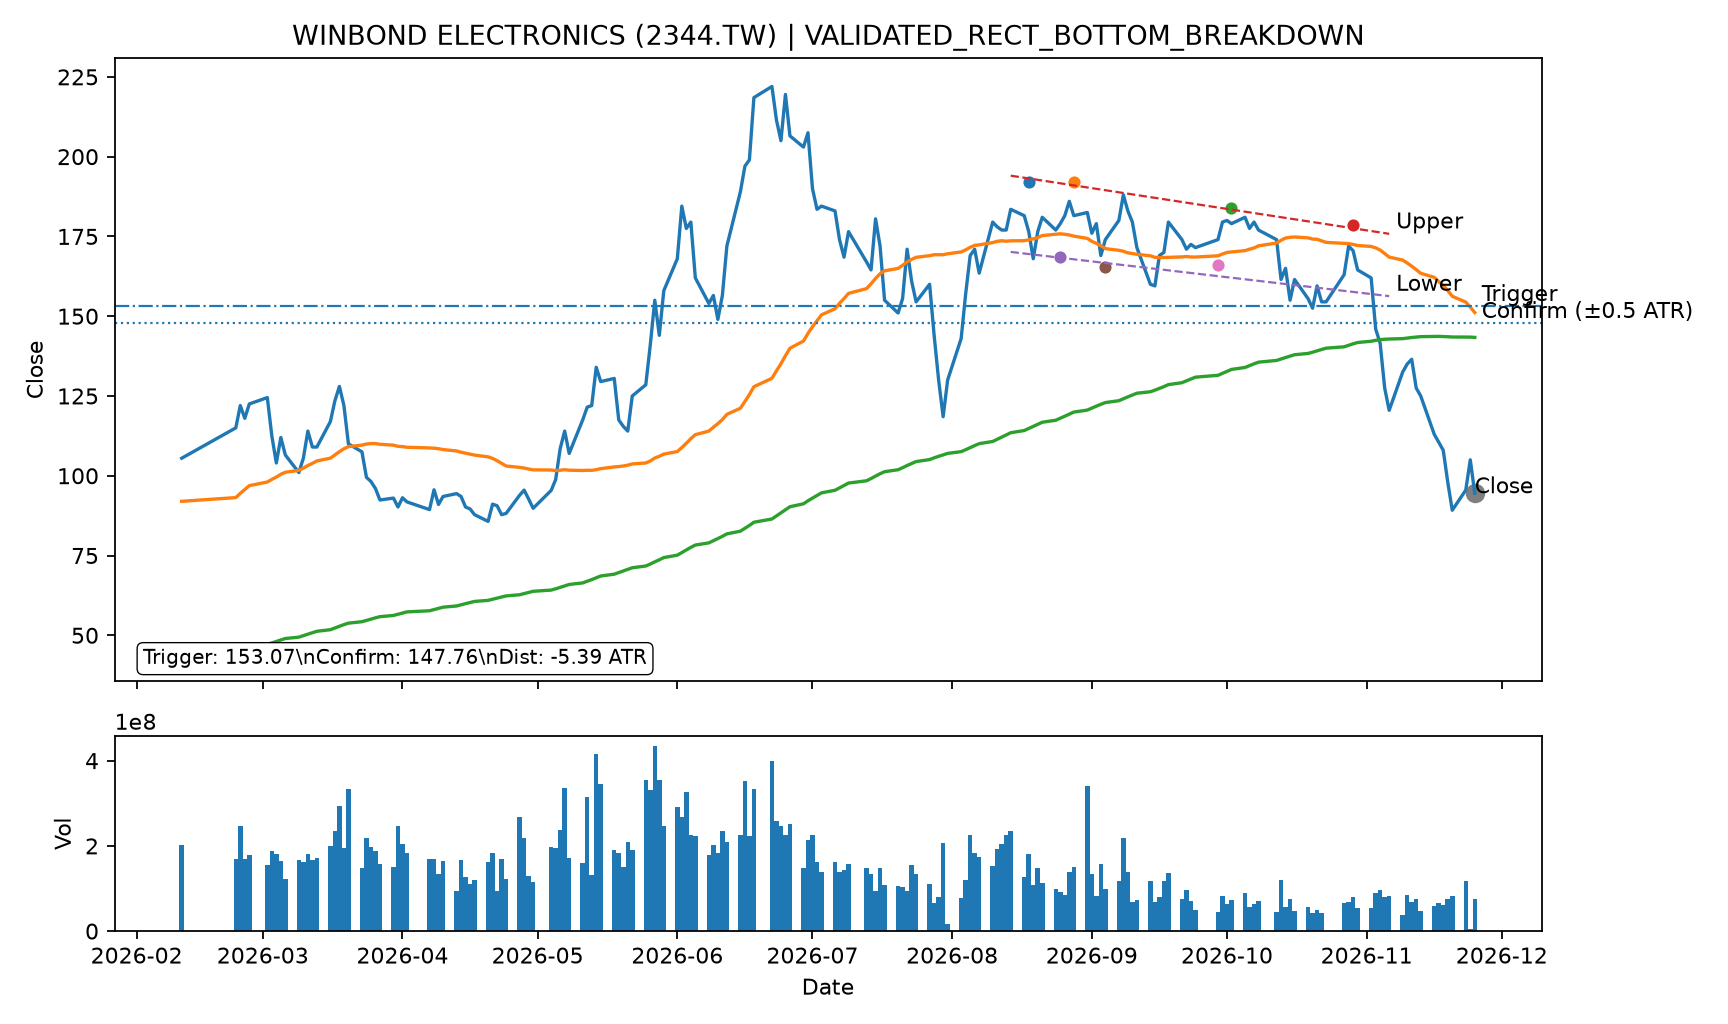 WINBOND ELECTRONICS (2344.TW) | VALIDATED_RECT_BOTTOM_BREAKDOWN
225
200
175
150
125
100
75
50
Close
Upper
Lower
Trigger
Confirm (±0.5 ATR)
Close
Trigger: 153.07\nConfirm: 147.76\nDist: -5.39 ATR
1e8
4
2
0
Vol
2026-02 2026-03 2026-04 2026-05 2026-06 2026-07 2026-08 2026-09 2026-10 2026-11 2026-12
Date